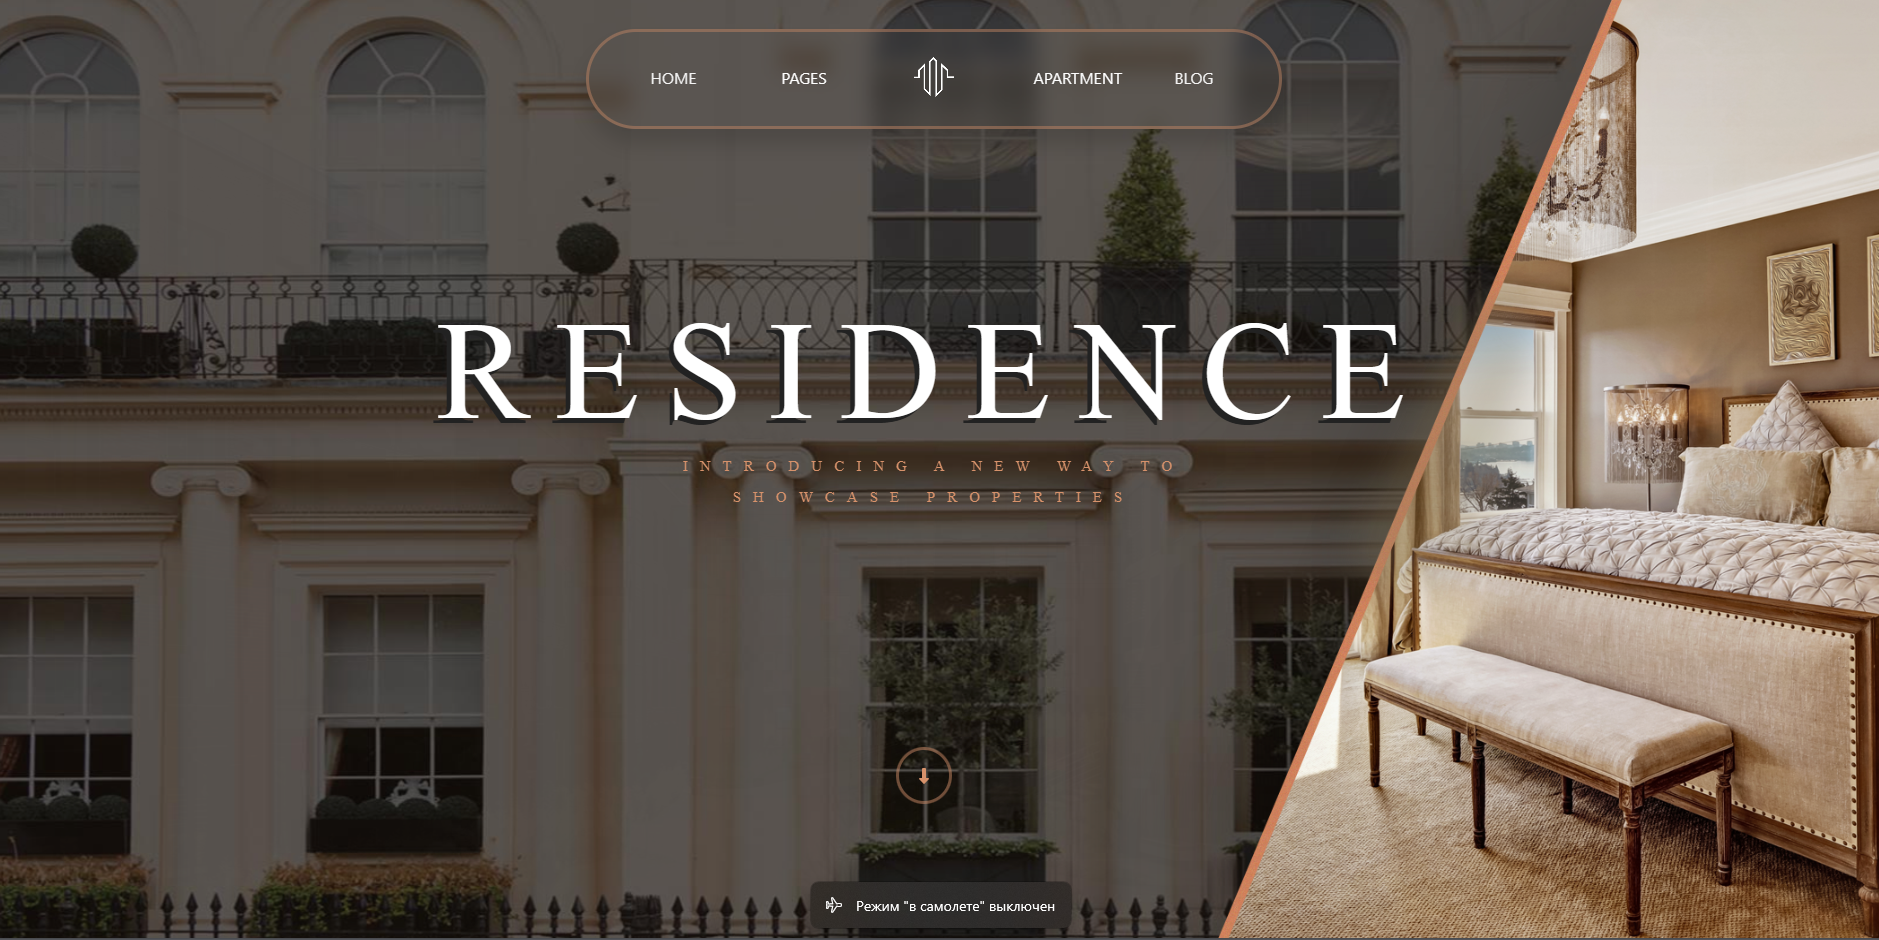 HOME PAGES APARTMENT BLOG
RESIDENCE
INTRODUCING A NEW WAY TO
SHOWCASE PROPERTIES
Режим "в самолете" выключен